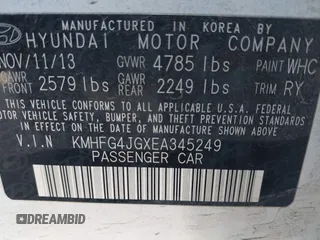 MANUFACTURED IN KOREA BY
HYUNDAI MOTOR COMPANY
NOV/11/13 GVWR 4785 lbs PAINT WHC
GAWR 2579 lbs GAWR REAR 2249 lbs TRIM RY
THIS VEHICLE CONFORMS TO ALL APPLICABLE U.S.
FEDERAL MOTOR VEHICLE SAFETY, BUMPER, AND
THEFT PREVENTION STANDARDS IN EFFECT ON THE
DATE OF MANUFACTURE SHOWN ABOVE.
V.I.N KMHFG4JGXEA345249
PASSENGER CAR
DREAMBID